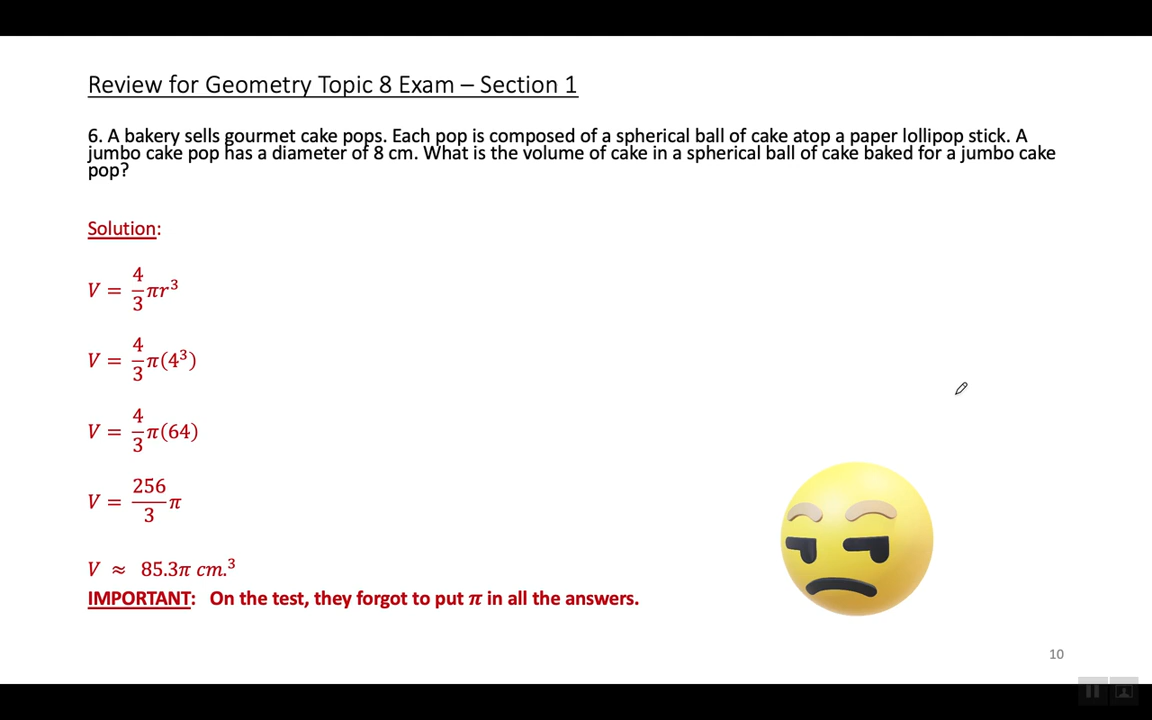 Review for Geometry Topic 8 Exam – Section 1
6. A bakery sells gourmet cake pops. Each pop is composed of a spherical ball of cake atop a paper lollipop stick. A
jumbo cake pop has a diameter of 8 cm. What is the volume of cake in a spherical ball of cake baked for a jumbo cake
pop?
Solution:
V = 4/3 πr³
V = 4/3 π(4³)
V = 4/3 π(64)
V = 256/3 π
V ≈ 85.3π cm.³
IMPORTANT: On the test, they forgot to put π in all the answers.
10